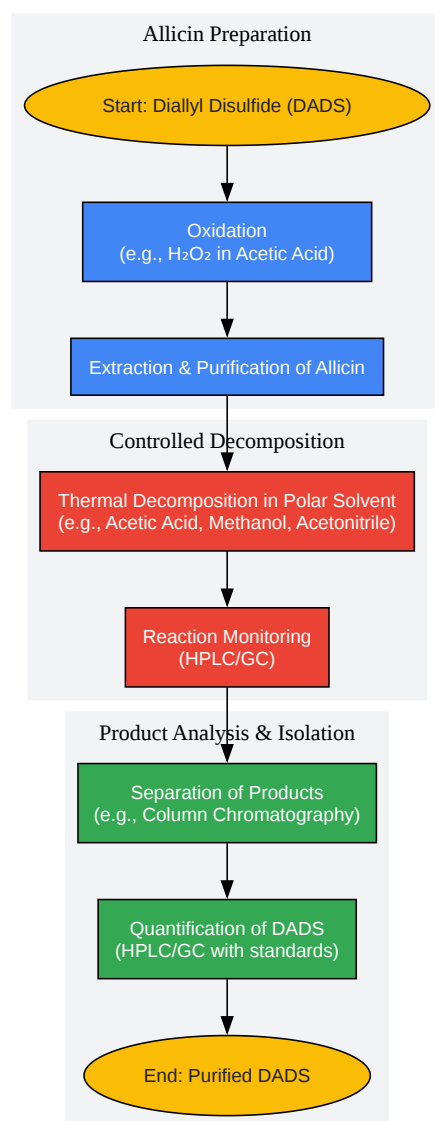 Allicin Preparation
Start: Diallyl Disulfide (DADS)
Oxidation
(e.g., H₂O₂ in Acetic Acid)
Extraction & Purification of Allicin
Controlled Decomposition
Thermal Decomposition in Polar Solvent
(e.g., Acetic Acid, Methanol, Acetonitrile)
Reaction Monitoring
(HPLC/GC)
Product Analysis & Isolation
Separation of Products
(e.g., Column Chromatography)
Quantification of DADS
(HPLC/GC with standards)
End: Purified DADS